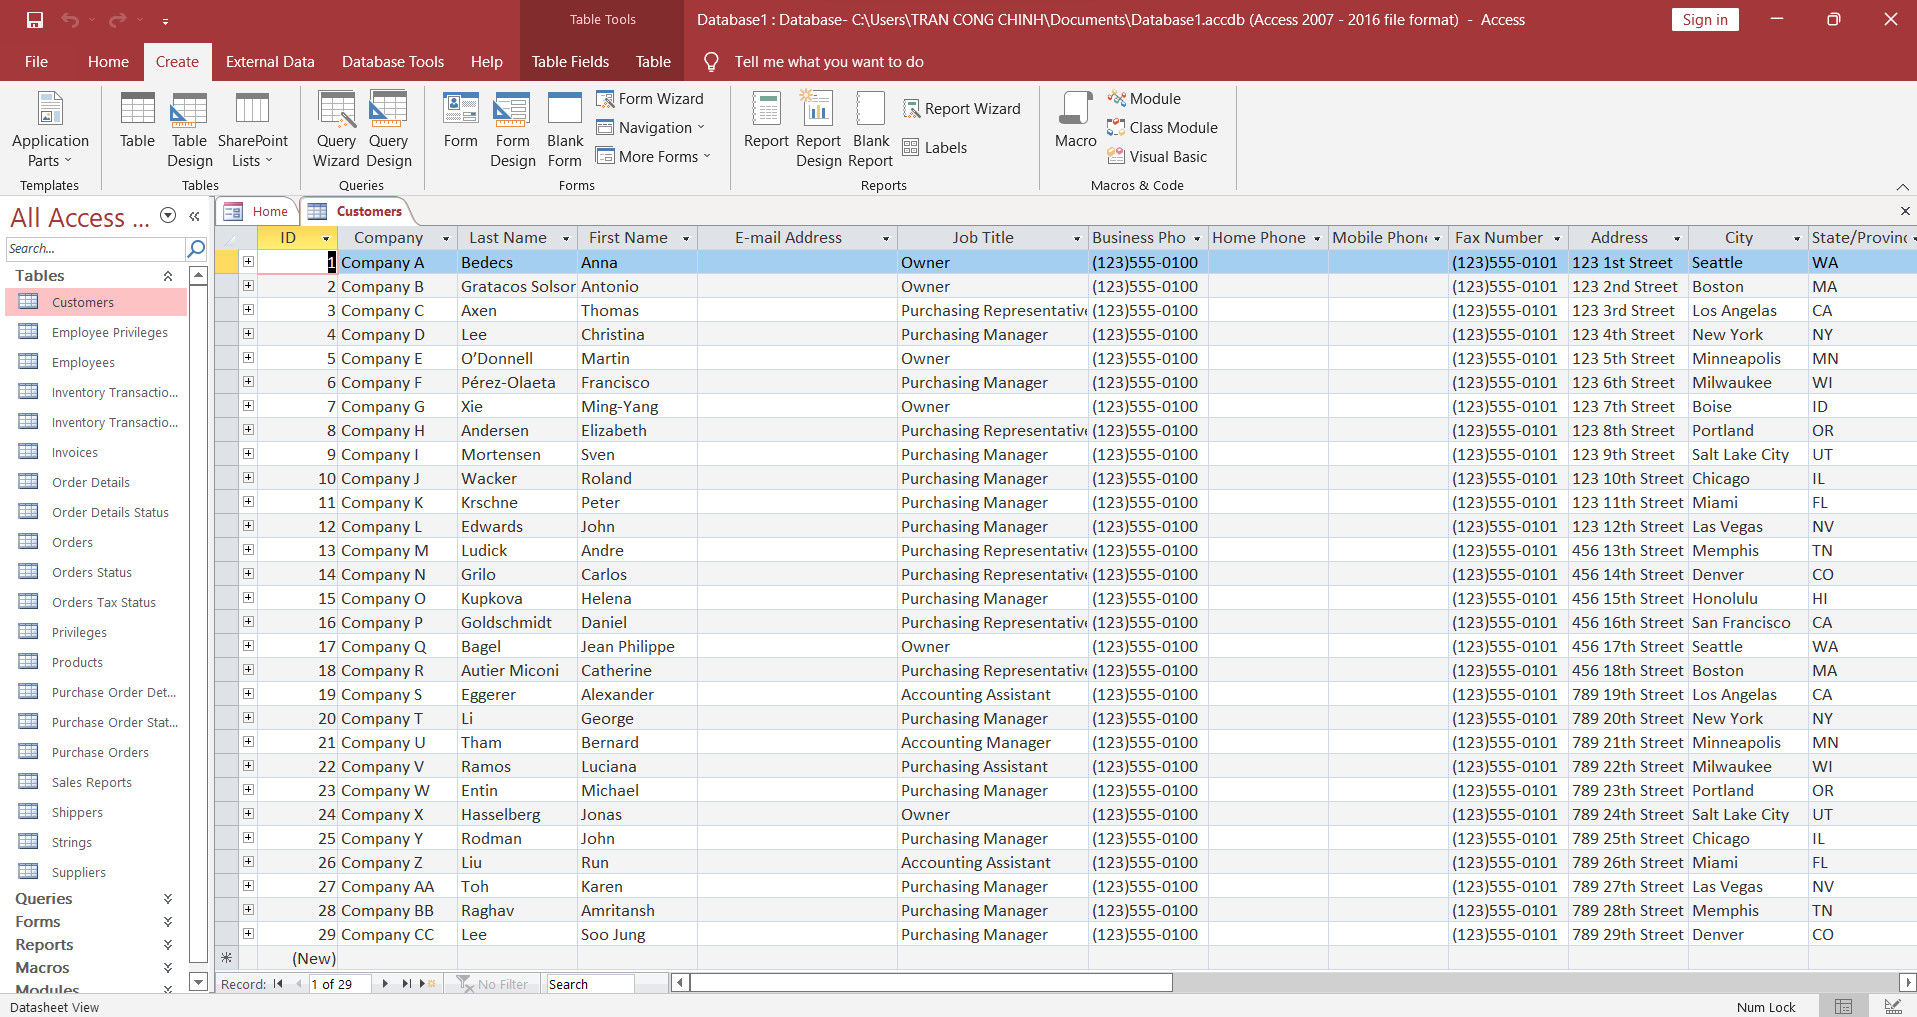 Table Tools
Database1 : Database- C:\Users\TRAN CONG CHINH\Documents\Database1.accdb (Access 2007 - 2016 file format) - Access
Sign in
File Home Create External Data Database Tools Help Table Fields Table Tell me what you want to do
Application Parts
Templates
Table
Table Design
SharePoint Lists
Tables
Query Wizard
Query Design
Queries
Form
Form Design
Blank Form
Form Wizard
Navigation
More Forms
Forms
Report
Report Design
Blank Report
Report Wizard
Labels
Reports
Macro
Module
Class Module
Visual Basic
Macros & Code
All Access ...
Search...
Tables
Customers
Employee Privileges
Employees
Inventory Transactio...
Inventory Transactio...
Invoices
Order Details
Order Details Status
Orders
Orders Status
Orders Tax Status
Privileges
Products
Purchase Order Det...
Purchase Order Stat...
Purchase Orders
Sales Reports
Shippers
Strings
Suppliers
Queries
Forms
Reports
Macros
Modules
Home Customers
ID Company Last Name First Name E-mail Address Job Title Business Pho Home Phone Mobile Phon Fax Number Address City State/Provinc
1 Company A Bedecs Anna Owner (123)555-0100 (123)555-0101 123 1st Street Seattle WA
2 Company B Gratacos Solsor Antonio Owner (123)555-0100 (123)555-0101 123 2nd Street Boston MA
3 Company C Axen Thomas Purchasing Representative (123)555-0100 (123)555-0101 123 3rd Street Los Angelas CA
4 Company D Lee Christina Purchasing Manager (123)555-0100 (123)555-0101 123 4th Street New York NY
5 Company E O’Donnell Martin Owner (123)555-0100 (123)555-0101 123 5th Street Minneapolis MN
6 Company F Pérez-Olaeta Francisco Purchasing Manager (123)555-0100 (123)555-0101 123 6th Street Milwaukee WI
7 Company G Xie Ming-Yang Owner (123)555-0100 (123)555-0101 123 7th Street Boise ID
8 Company H Andersen Elizabeth Purchasing Representative (123)555-0100 (123)555-0101 123 8th Street Portland OR
9 Company I Mortensen Sven Purchasing Manager (123)555-0100 (123)555-0101 123 9th Street Salt Lake City UT
10 Company J Wacker Roland Purchasing Manager (123)555-0100 (123)555-0101 123 10th Street Chicago IL
11 Company K Krschne Peter Purchasing Manager (123)555-0100 (123)555-0101 123 11th Street Miami FL
12 Company L Edwards John Purchasing Manager (123)555-0100 (123)555-0101 123 12th Street Las Vegas NV
13 Company M Ludick Andre Purchasing Representative (123)555-0100 (123)555-0101 456 13th Street Memphis TN
14 Company N Grilo Carlos Purchasing Representative (123)555-0100 (123)555-0101 456 14th Street Denver CO
15 Company O Kupkova Helena Purchasing Manager (123)555-0100 (123)555-0101 456 15th Street Honolulu HI
16 Company P Goldschmidt Daniel Purchasing Representative (123)555-0100 (123)555-0101 456 16th Street San Francisco CA
17 Company Q Bagel Jean Philippe Owner (123)555-0100 (123)555-0101 456 17th Street Seattle WA
18 Company R Autier Miconi Catherine Purchasing Representative (123)555-0100 (123)555-0101 456 18th Street Boston MA
19 Company S Eggerer Alexander Accounting Assistant (123)555-0100 (123)555-0101 789 19th Street Los Angelas CA
20 Company T Li George Purchasing Manager (123)555-0100 (123)555-0101 789 20th Street New York NY
21 Company U Tham Bernard Accounting Manager (123)555-0100 (123)555-0101 789 21th Street Minneapolis MN
22 Company V Ramos Luciana Purchasing Assistant (123)555-0100 (123)555-0101 789 22th Street Milwaukee WI
23 Company W Entin Michael Purchasing Manager (123)555-0100 (123)555-0101 789 23th Street Portland OR
24 Company X Hasselberg Jonas Owner (123)555-0100 (123)555-0101 789 24th Street Salt Lake City UT
25 Company Y Rodman John Purchasing Manager (123)555-0100 (123)555-0101 789 25th Street Chicago IL
26 Company Z Liu Run Accounting Assistant (123)555-0100 (123)555-0101 789 26th Street Miami FL
27 Company AA Toh Karen Purchasing Manager (123)555-0100 (123)555-0101 789 27th Street Las Vegas NV
28 Company BB Raghav Amritansh Purchasing Manager (123)555-0100 (123)555-0101 789 28th Street Memphis TN
29 Company CC Lee Soo Jung Purchasing Manager (123)555-0100 (123)555-0101 789 29th Street Denver CO
(New)
Record: 1 of 29 No Filter Search
Datasheet View
Num Lock